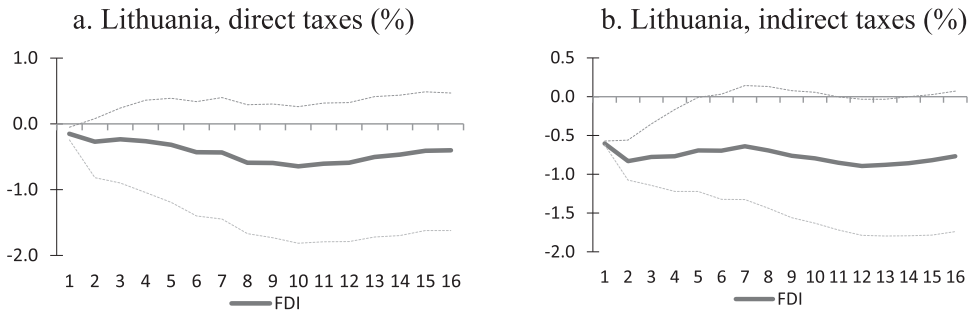 a. Lithuania, direct taxes (%)
1.0
0.0
-1.0
-2.0
1 2 3 4 5 6 7 8 9 10 11 12 13 14 15 16
FDI
b. Lithuania, indirect taxes (%)
0.5
0.0
-0.5
-1.0
-1.5
-2.0
1 2 3 4 5 6 7 8 9 10 11 12 13 14 15 16
FDI